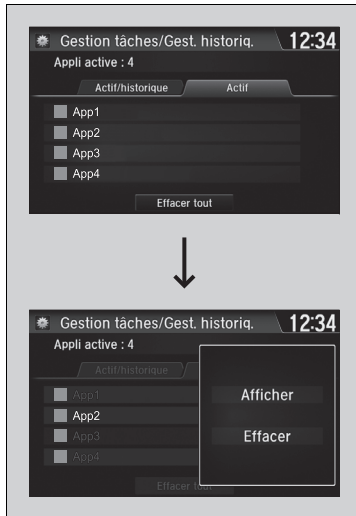 Gestion tâches/Gest. historiq. 12:34
Appli active : 4
Actif/historique Actif
App1
App2
App3
App4
Effacer tout
Gestion tâches/Gest. historiq. 12:34
Appli active : 4
Actif/historique
App1
App2
App3
App4
Effacer tout
Afficher
Effacer